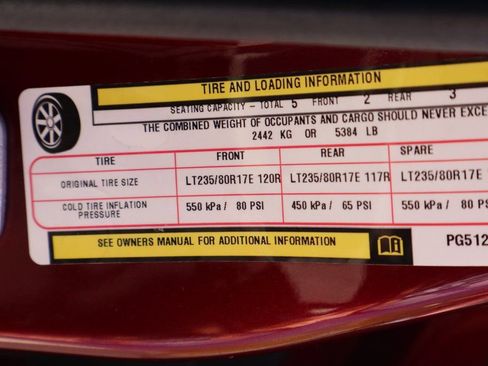 TIRE AND LOADING INFORMATION
SEATING CAPACITY - TOTAL 5 FRONT 2 REAR 3
THE COMBINED WEIGHT OF OCCUPANTS AND CARGO SHOULD NEVER EXCE
2442 KG OR 5384 LB
TIRE FRONT REAR SPARE
ORIGINAL TIRE SIZE LT235/80R17E 120R LT235/80R17E 117R LT235/80R17E
COLD TIRE INFLATION PRESSURE 550 kPa / 80 PSI 450 kPa / 65 PSI 550 kPa / 80 PS
SEE OWNERS MANUAL FOR ADDITIONAL INFORMATION PG512